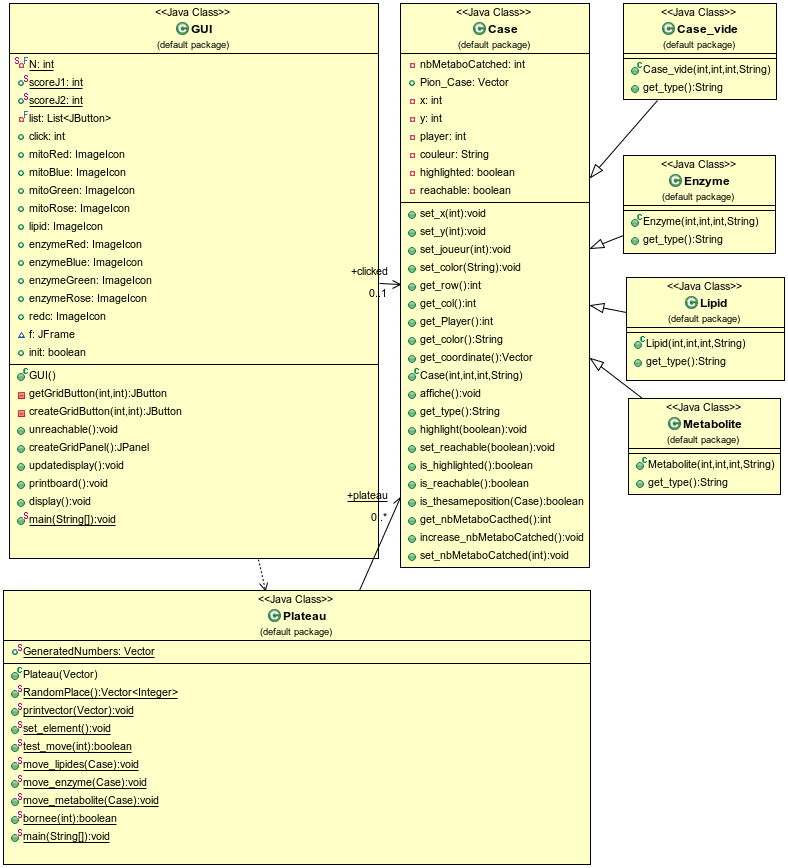 <<Java Class>>
GUI
(default package)
N: int
scoreJ1: int
scoreJ2: int
list: List<JButton>
click: int
mitoRed: ImageIcon
mitoBlue: ImageIcon
mitoGreen: ImageIcon
mitoRose: ImageIcon
lipid: ImageIcon
enzymeRed: ImageIcon
enzymeBlue: ImageIcon
enzymeGreen: ImageIcon
enzymeRose: ImageIcon
redc: ImageIcon
f: JFrame
init: boolean
GUI()
getGridButton(int,int):JButton
createGridButton(int,int):JButton
unreachable():void
createGridPanel():JPanel
updatedisplay():void
printboard():void
display():void
main(String[]):void
+clicked
0..1
+plateau
0..*
<<Java Class>>
Case
(default package)
nbMetaboCatched: int
Pion_Case: Vector
x: int
y: int
player: int
couleur: String
highlighted: boolean
reachable: boolean
set_x(int):void
set_y(int):void
set_joueur(int):void
set_color(String):void
get_row():int
get_col():int
get_Player():int
get_color():String
get_coordinate():Vector
Case(int,int,int,String)
affiche():void
get_type():String
highlight(boolean):void
set_reachable(boolean):void
is_highlighted():boolean
is_reachable():boolean
is_thesameposition(Case):boolean
get_nbMetaboCacthed():int
increase_nbMetaboCatched():void
set_nbMetaboCatched(int):void
<<Java Class>>
Case_vide
(default package)
Case_vide(int,int,int,String)
get_type():String
<<Java Class>>
Enzyme
(default package)
Enzyme(int,int,int,String)
get_type():String
<<Java Class>>
Lipid
(default package)
Lipid(int,int,int,String)
get_type():String
<<Java Class>>
Metabolite
(default package)
Metabolite(int,int,int,String)
get_type():String
<<Java Class>>
Plateau
(default package)
GeneratedNumbers: Vector
Plateau(Vector)
RandomPlace():Vector<Integer>
printvector(Vector):void
set_element():void
test_move(int):boolean
move_lipides(Case):void
move_enzyme(Case):void
move_metabolite(Case):void
bornee(int):boolean
main(String[]):void